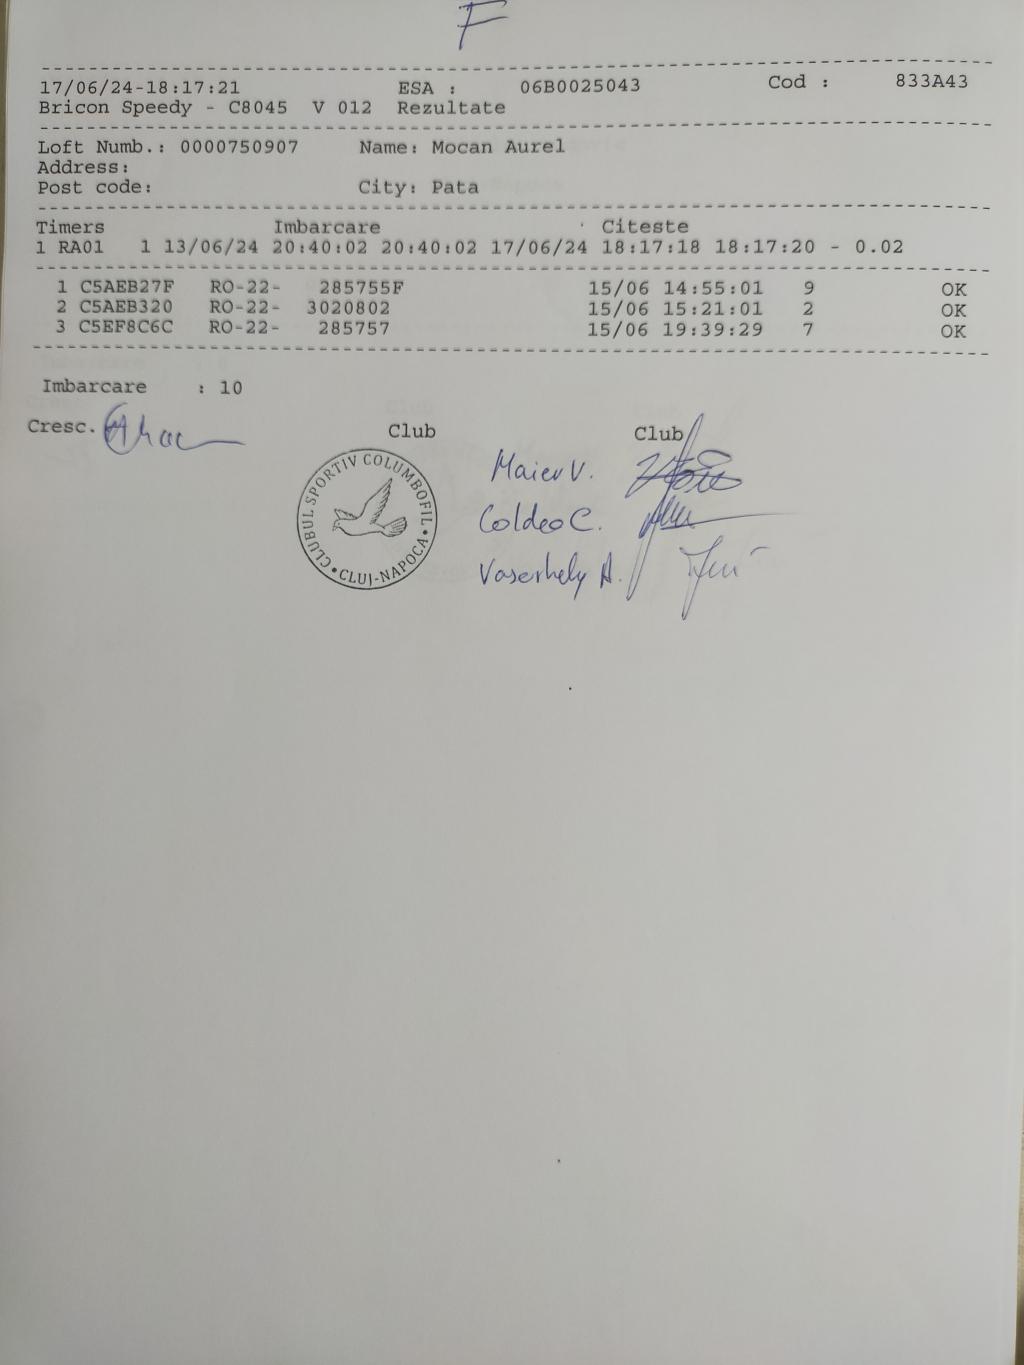 F
17/06/24-18:17:21 ESA : 06B0025043 Cod : 833A43
Bricon Speedy - C8045 V 012 Rezultate
Loft Numb.: 0000750907 Name: Mocan Aurel
Address:
Post code: City: Pata
Timers Imbarcare Citeste
1 RA01 1 13/06/24 20:40:02 20:40:02 17/06/24 18:17:18 18:17:20 - 0.02
1 C5AEB27F RO-22- 285755F 15/06 14:55:01 9 OK
2 C5AEB320 RO-22- 3020802 15/06 15:21:01 2 OK
3 C5EF8C6C RO-22- 285757 15/06 19:39:29 7 OK
Imbarcare : 10
Cresc. Club Club
CLUBUL SPORTIV COLUMBOFIL
• CLUJ-NAPOCA •
Maier V.
Coldea C.
Vaserhely A.